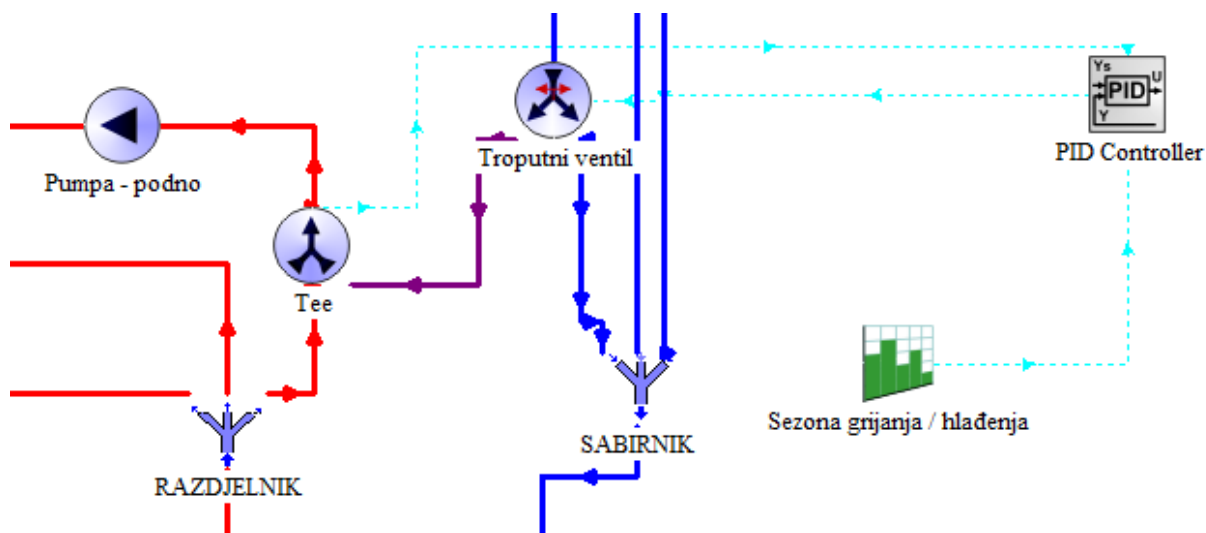 Ys
U
PID
Y
PID Controller
Troputni ventil
Pumpa - podno
Tee
Sezona grijanja / hlađenja
SABIRNIK
RAZDJELNIK